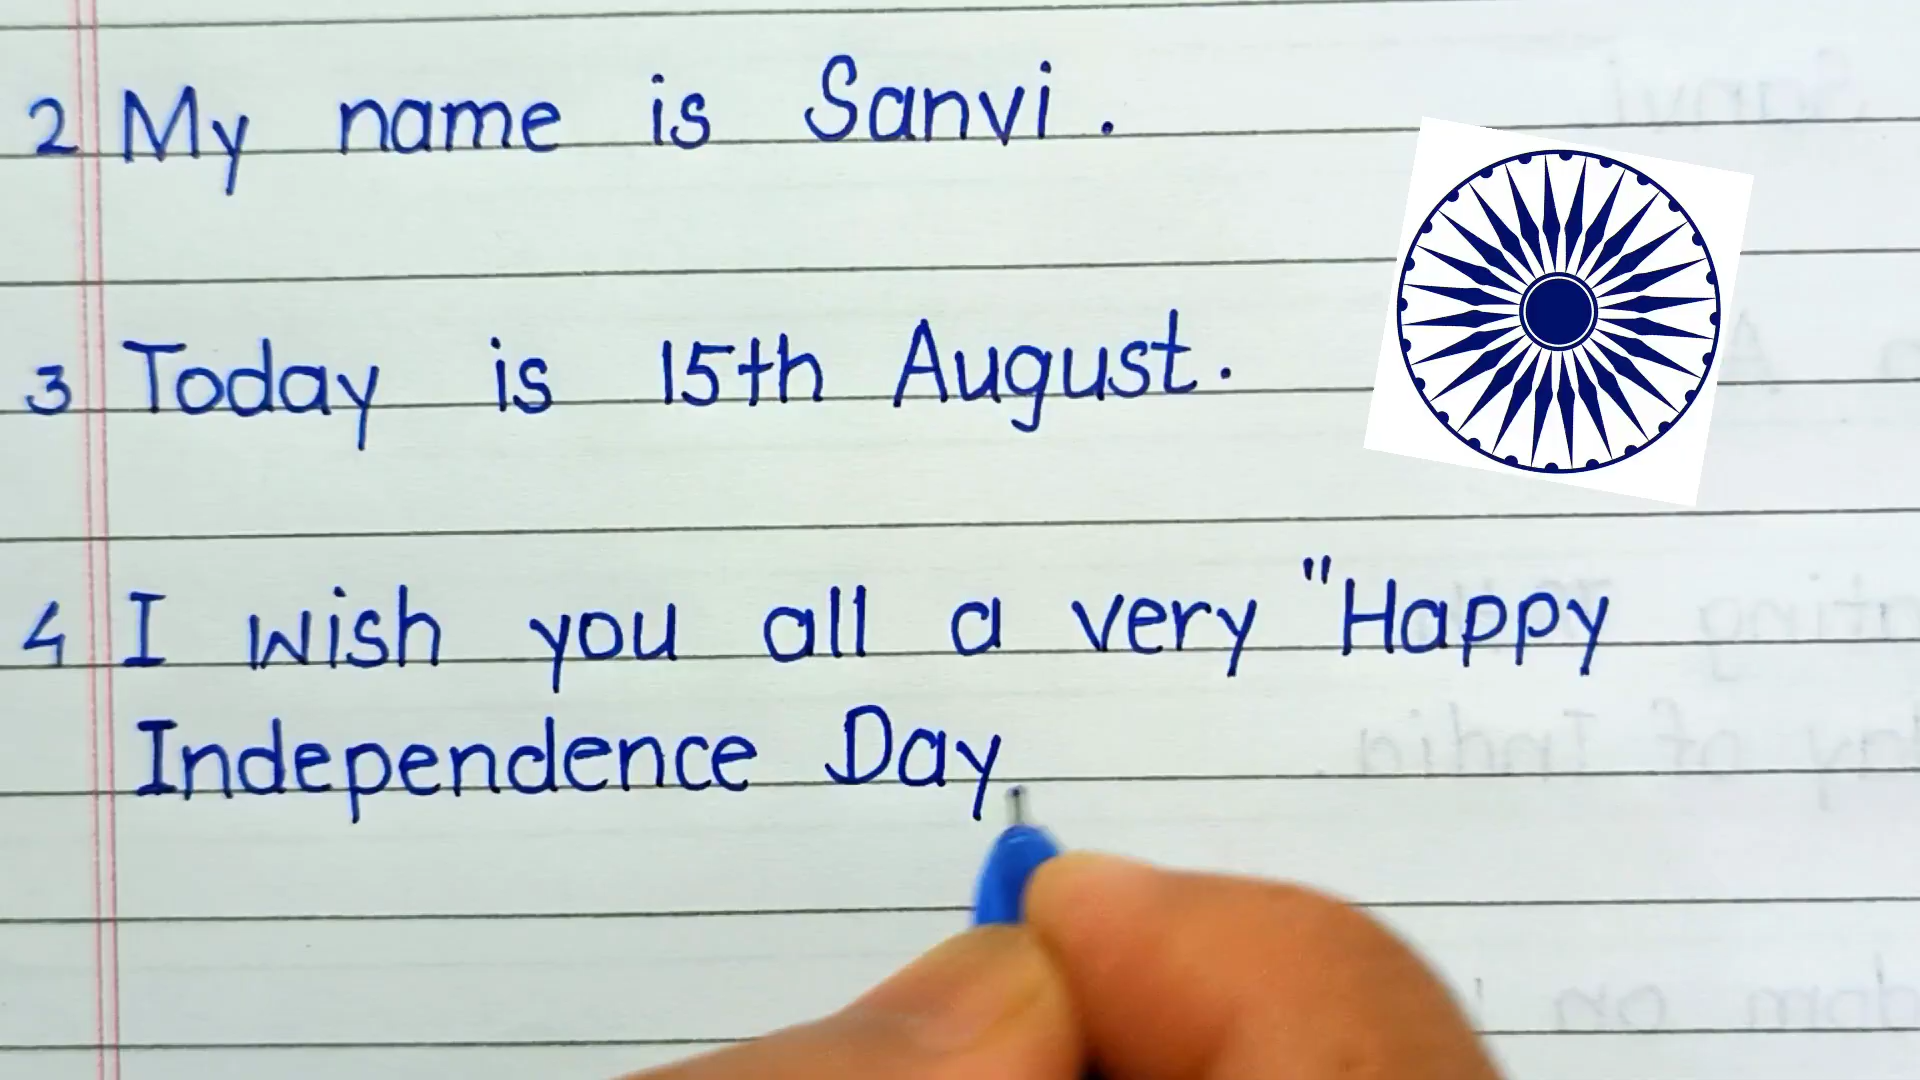 2 My name is Sanvi.
3 Today is 15th August.
4 I wish you all a very "Happy
Independence Day